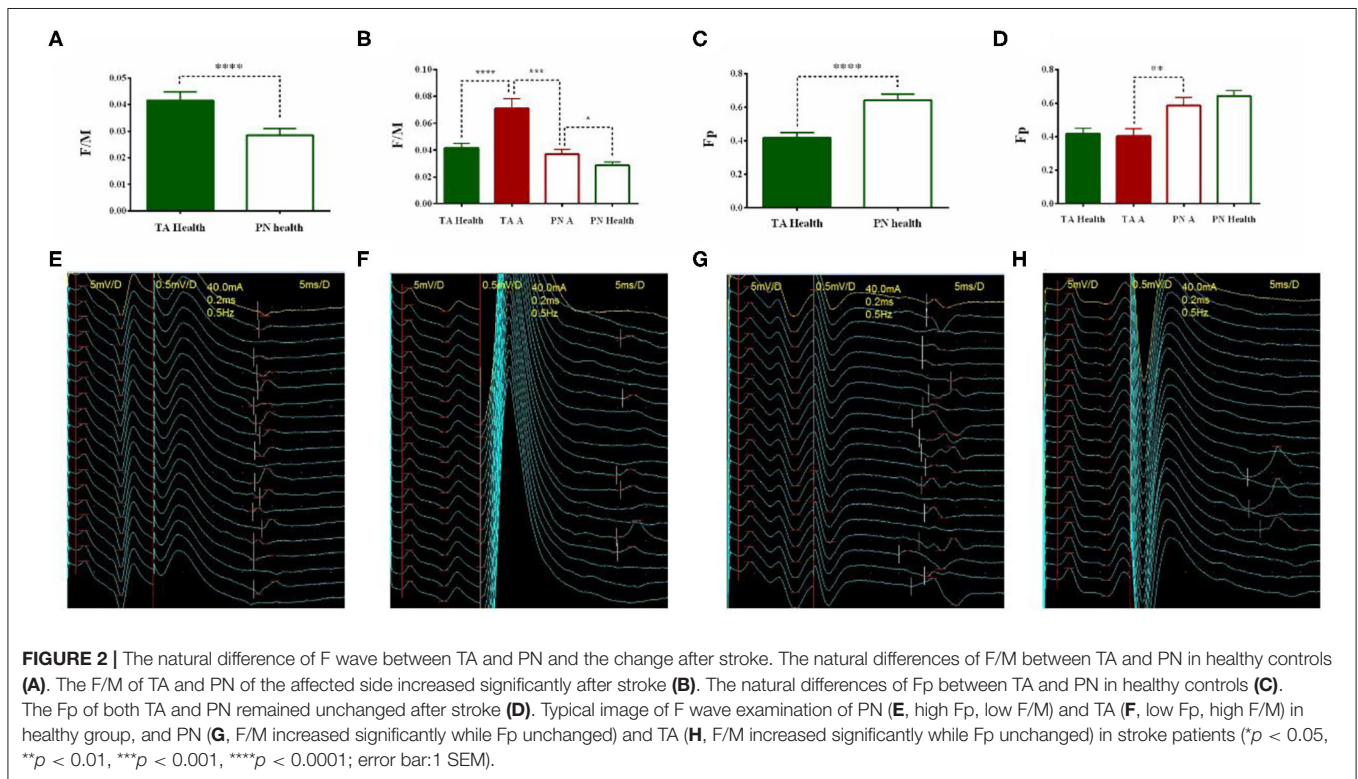 A
B
C
D
****
0.05
0.04
0.03
0.02
0.01
0.00
F/M
TA Health
PN health
****
***
*
0.10
0.08
0.06
0.04
0.02
0.00
F/M
TA Health
TA A
PN A
PN Health
****
0.8
0.6
0.4
0.2
0.0
Fp
TA Health
PN health
**
0.8
0.6
0.4
0.2
0.0
Fp
TA Health
TA A
PN A
PN Health
E
F
G
H
5mV/D
0.5mV/D
40.0mA
0.2ms
0.5Hz
5ms/D
5mV/D
0.5mV/D
40.0mA
0.2ms
0.5Hz
5ms/D
5mV/D
0.5mV/D
40.0mA
0.2ms
0.5Hz
5ms/D
5mV/D
0.5mV/D
40.0mA
0.2ms
0.5Hz
5ms/D
FIGURE 2 | The natural difference of F wave between TA and PN and the change after stroke. The natural differences of F/M between TA and PN in healthy controls
(A). The F/M of TA and PN of the affected side increased significantly after stroke (B). The natural differences of Fp between TA and PN in healthy controls (C).
The Fp of both TA and PN remained unchanged after stroke (D). Typical image of F wave examination of PN (E, high Fp, low F/M) and TA (F, low Fp, high F/M) in
healthy group, and PN (G, F/M increased significantly while Fp unchanged) and TA (H, F/M increased significantly while Fp unchanged) in stroke patients (*p < 0.05,
**p < 0.01, ***p < 0.001, ****p < 0.0001; error bar:1 SEM).